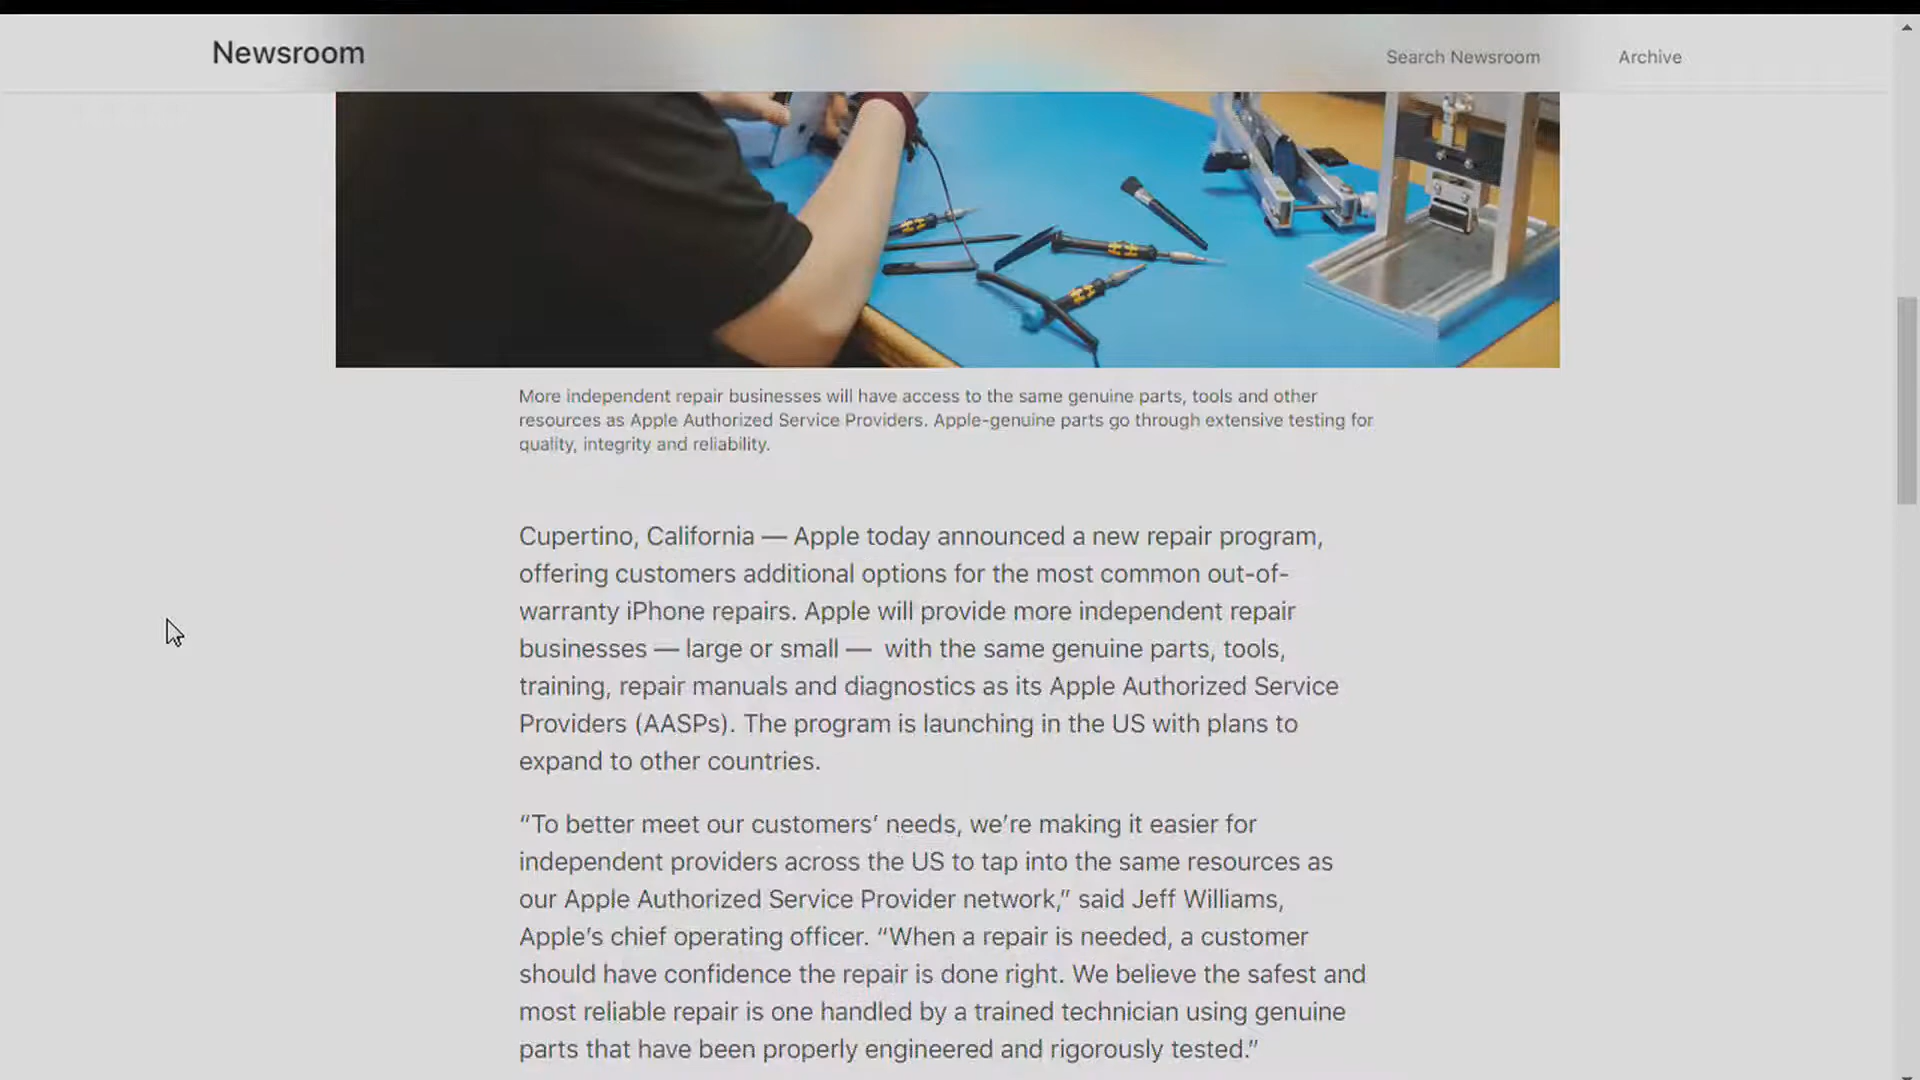 Newsroom
Search Newsroom
Archive
More independent repair businesses will have access to the same genuine parts, tools and other
resources as Apple Authorized Service Providers. Apple-genuine parts go through extensive testing for
quality, integrity and reliability.
Cupertino, California — Apple today announced a new repair program,
offering customers additional options for the most common out-of-
warranty iPhone repairs. Apple will provide more independent repair
businesses — large or small —  with the same genuine parts, tools,
training, repair manuals and diagnostics as its Apple Authorized Service
Providers (AASPs). The program is launching in the US with plans to
expand to other countries.
“To better meet our customers‘ needs, we’re making it easier for
independent providers across the US to tap into the same resources as
our Apple Authorized Service Provider network,” said Jeff Williams,
Apple’s chief operating officer. “When a repair is needed, a customer
should have confidence the repair is done right. We believe the safest and
most reliable repair is one handled by a trained technician using genuine
parts that have been properly engineered and rigorously tested.”